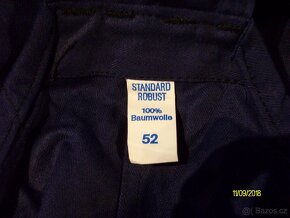 STANDARD
ROBUST
100%
Baumwolle
52
11/09/2018
Bazos.cz